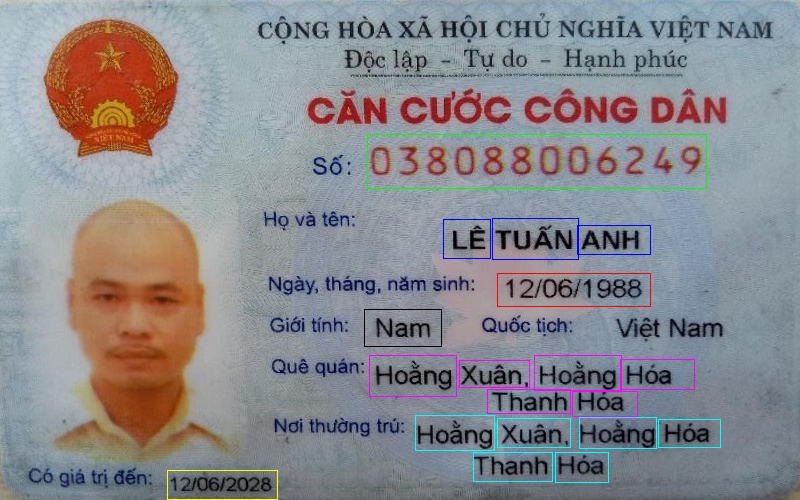 CỘNG HÒA XÃ HỘI CHỦ NGHĨA VIỆT NAM
Độc lập - Tự do - Hạnh phúc
CĂN CƯỚC CÔNG DÂN
Số: 038088006249
Họ và tên:
LÊ TUẤN ANH
Ngày, tháng, năm sinh: 12/06/1988
Giới tính: Nam Quốc tịch: Việt Nam
Quê quán: Hoằng Xuân, Hoằng Hóa
Thanh Hóa
Nơi thường trú: Hoằng Xuân, Hoằng Hóa
Thanh Hóa
Có giá trị đến: 12/06/2028
VIỆT NAM